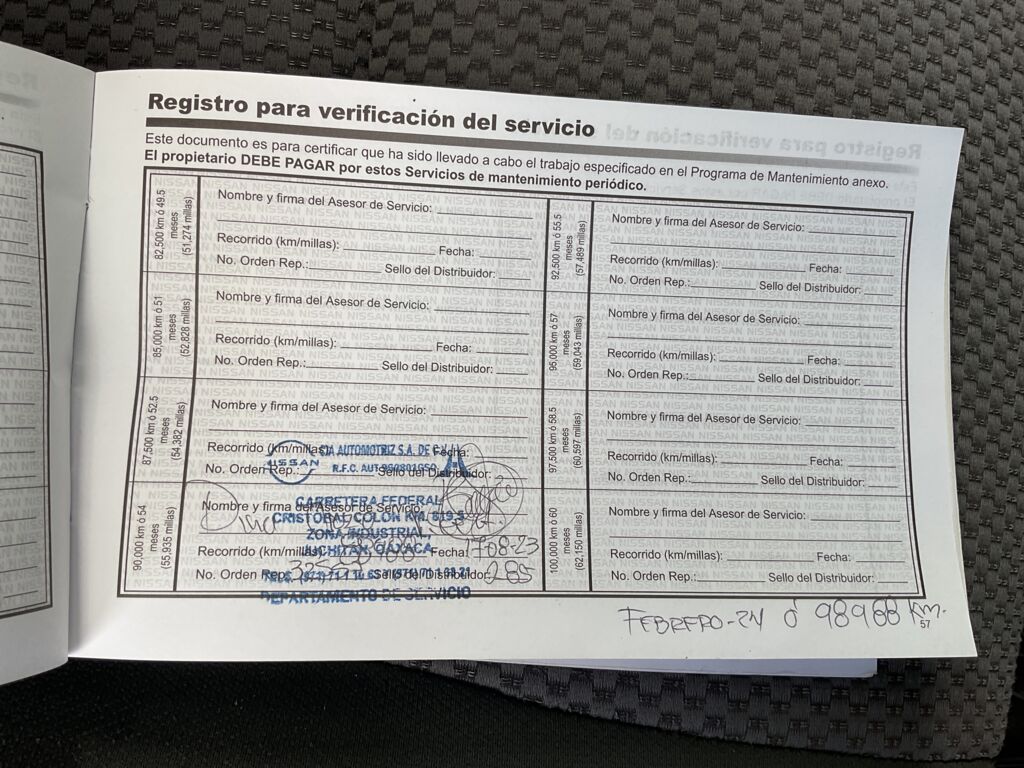 Registro para verificación del servicio
Este documento es para certificar que ha sido llevado a cabo el trabajo especificado en el Programa de Mantenimiento anexo.
El propietario DEBE PAGAR por estos Servicios de mantenimiento periódico.
82,500 km ó 49.5
meses
(51,274 millas)
Nombre y firma del Asesor de Servicio:
Recorrido (km/millas): Fecha:
No. Orden Rep.: Sello del Distribuidor:
85,000 km ó 51
meses
(52,828 millas)
Nombre y firma del Asesor de Servicio:
Recorrido (km/millas): Fecha:
No. Orden Rep.: Sello del Distribuidor:
87,500 km ó 52.5
meses
(54,382 millas)
Nombre y firma del Asesor de Servicio:
Recorrido (km/millas): Fecha:
No. Orden Rep.: Sello del Distribuidor:
90,000 km ó 54
meses
(55,935 millas)
Nombre y firma del Asesor de Servicio:
Recorrido (km/millas): Fecha: 17-08-23
No. Orden Rep.: Sello del Distribuidor:
NISSAN
AUTOMOTRIZ S.A. DE C.V.
R.F.C.
CARRETERA FEDERAL
CRISTOBAL COLON KM. 819.5
ZONA INDUSTRIAL,
JUCHITAN, OAXACA
DEPARTAMENTO DE SERVICIO
92,500 km ó 55.5
meses
(57,489 millas)
Nombre y firma del Asesor de Servicio:
Recorrido (km/millas): Fecha:
No. Orden Rep.: Sello del Distribuidor:
95,000 km ó 57
meses
(59,043 millas)
Nombre y firma del Asesor de Servicio:
Recorrido (km/millas): Fecha:
No. Orden Rep.: Sello del Distribuidor:
97,500 km ó 58.5
meses
(60,597 millas)
Nombre y firma del Asesor de Servicio:
Recorrido (km/millas): Fecha:
No. Orden Rep.: Sello del Distribuidor:
100,000 km ó 60
meses
(62,150 millas)
Nombre y firma del Asesor de Servicio:
Recorrido (km/millas): Fecha:
No. Orden Rep.: Sello del Distribuidor:
FEBRERO-24 ó 98988 km.
57